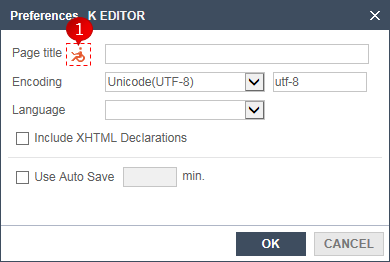 Preferences K EDITOR
1
Page title
Encoding Unicode(UTF-8) utf-8
Language
Include XHTML Declarations
Use Auto Save min.
OK CANCEL